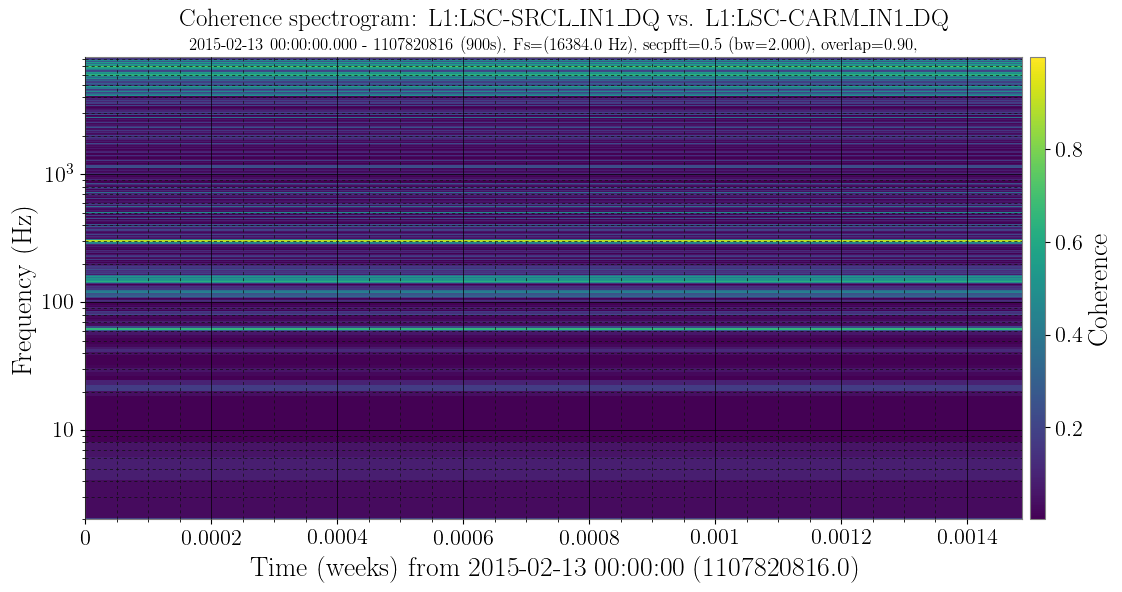 Coherence spectrogram: L1:LSC-SRCL_IN1_DQ vs. L1:LSC-CARM_IN1_DQ
2015-02-13 00:00:00.000 - 1107820816 (900s), Fs=(16384.0 Hz), secpfft=0.5 (bw=2.000), overlap=0.90,
Frequency (Hz)
10³
100
10
0 0.0002 0.0004 0.0006 0.0008 0.001 0.0012 0.0014
Time (weeks) from 2015-02-13 00:00:00 (1107820816.0)
0.8
0.6
0.4
0.2
Coherence